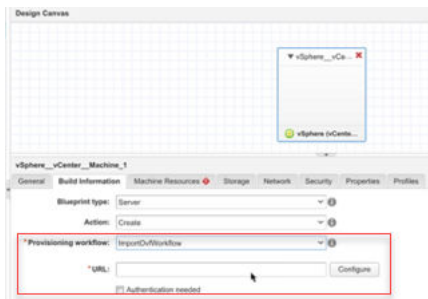 Design Canvas
vSphere__vCe...
vSphere (vCente...
vSphere__vCenter__Machine_1
General Build Information Machine Resources Storage Network Security Properties Profiles
Blueprint type: Server
Action: Create
*Provisioning workflow: ImportOvfWorkflow
*URL: Configure
Authentication needed